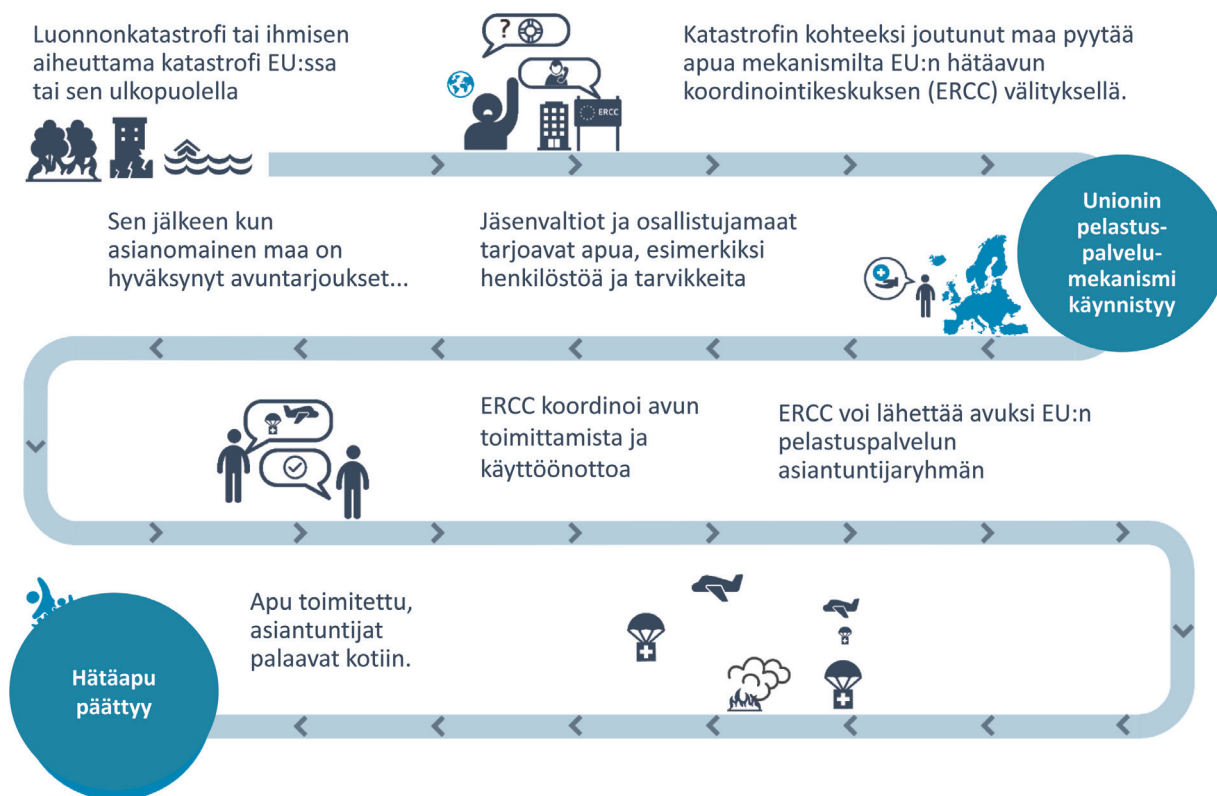 Luonnonkatastrofi tai ihmisen
aiheuttama katastrofi EU:ssa
tai sen ulkopuolella
?
ERCC
Katastrofin kohteeksi joutunut maa pyytää
apua mekanismilta EU:n hätäavun
koordinointikeskuksen (ERCC) välityksellä.
Unionin
pelastus-
palvelu-
mekanismi
käynnistyy
Jäsenvaltiot ja osallistujamaat
tarjoavat apua, esimerkiksi
henkilöstöä ja tarvikkeita
Sen jälkeen kun
asianomainen maa on
hyväksynyt avuntarjoukset...
ERCC koordinoi avun
toimittamista ja
käyttöönottoa
ERCC voi lähettää avuksi EU:n
pelastuspalvelun
asiantuntijaryhmän
Apu toimitettu,
asiantuntijat
palaavat kotiin.
Hätäapu
päättyy